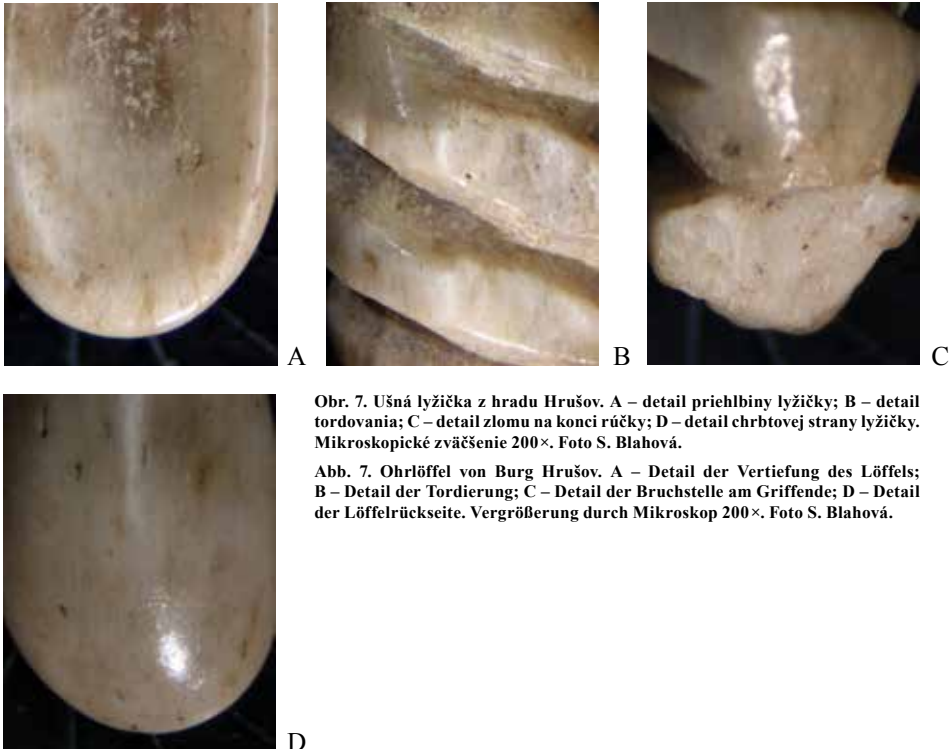 A
B
C
Obr. 7. Ušná lyžička z hradu Hrušov. A – detail priehlbiny lyžičky; B – detail
tordovania; C – detail zlomu na konci rúčky; D – detail chrbtovej strany lyžičky.
Mikroskopické zväčšenie 200×. Foto S. Blahová.
Abb. 7. Ohrlöffel von Burg Hrušov. A – Detail der Vertiefung des Löffels;
B – Detail der Tordierung; C – Detail der Bruchstelle am Griffende; D – Detail
der Löffelrückseite. Vergrößerung durch Mikroskop 200×. Foto S. Blahová.
D